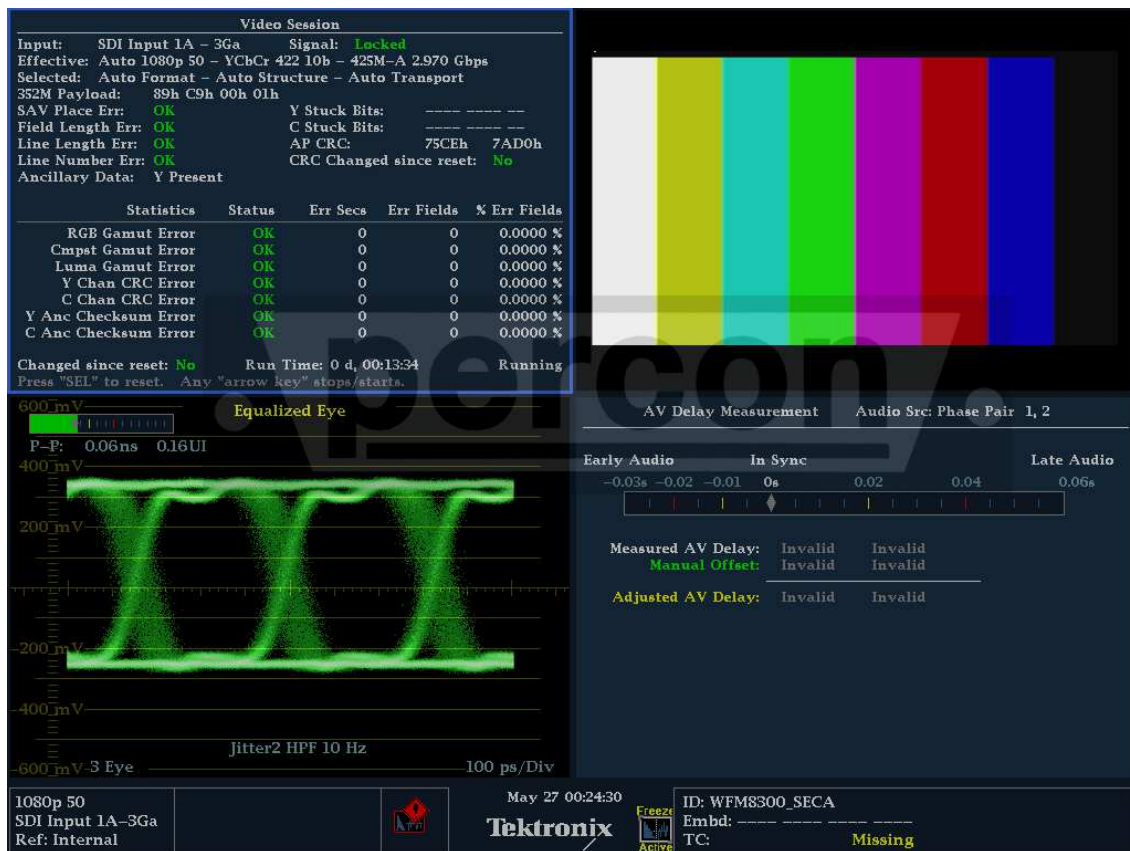 Video Session
Input: SDI Input 1A – 3Ga Signal: Locked
Effective: Auto 1080p 50 – YCbCr 422 10b – 425M–A 2.970 Gbps
Selected: Auto Format – Auto Structure – Auto Transport
352M Payload: 89h C9h 00h 01h
SAV Place Err: OK Y Stuck Bits: –––– –––– ––
Field Length Err: OK C Stuck Bits: –––– –––– ––
Line Length Err: OK AP CRC: 75CEh 7AD0h
Line Number Err: OK CRC Changed since reset: No
Ancillary Data: Y Present
Statistics Status Err Secs Err Fields % Err Fields
RGB Gamut Error OK 0 0 0.0000 %
Cmpst Gamut Error OK 0 0 0.0000 %
Luma Gamut Error OK 0 0 0.0000 %
Y Chan CRC Error OK 0 0 0.0000 %
C Chan CRC Error OK 0 0 0.0000 %
Y Anc Checksum Error OK 0 0 0.0000 %
C Anc Checksum Error OK 0 0 0.0000 %
Changed since reset: No Run Time: 0 d, 00:13:34 Running
Press "SEL" to reset. Any "arrow key" stops/starts.
percon
600 mV
Equalized Eye
P–P: 0.06ns 0.16UI
400 mV
200 mV
0 mV
-200 mV
-400 mV
Jitter2 HPF 10 Hz
-600 mV 3 Eye 100 ps/Div
AV Delay Measurement Audio Src: Phase Pair 1, 2
Early Audio In Sync Late Audio
–0.03s –0.02 –0.01 0s 0.02 0.04 0.06s
Measured AV Delay: Invalid Invalid
Manual Offset: Invalid Invalid
Adjusted AV Delay: Invalid Invalid
1080p 50
SDI Input 1A–3Ga
Ref: Internal
May 27 00:24:30
Tektronix
Freeze
Active
ID: WFM8300_SECA
Embd: –––– –––– –––– ––––
TC: Missing